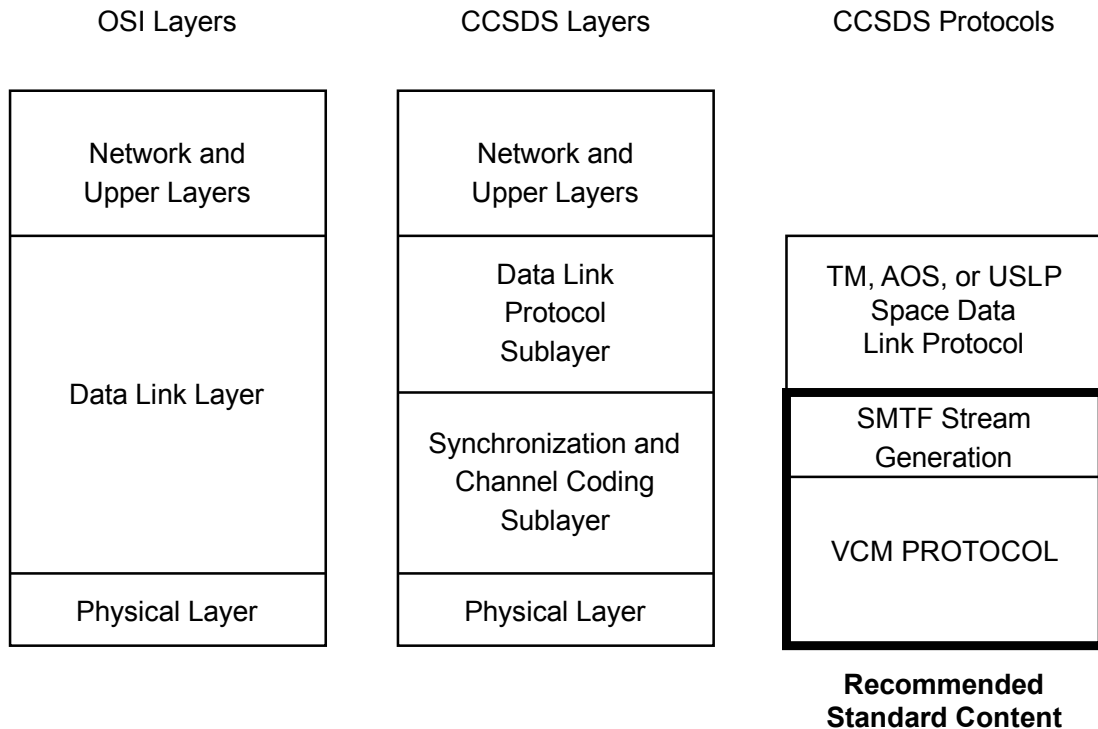 OSI Layers
CCSDS Layers
CCSDS Protocols
Network and
Upper Layers
Data Link Layer
Physical Layer
Network and
Upper Layers
Data Link
Protocol
Sublayer
Synchronization and
Channel Coding
Sublayer
Physical Layer
TM, AOS, or USLP
Space Data
Link Protocol
SMTF Stream
Generation
VCM PROTOCOL
Recommended
Standard Content